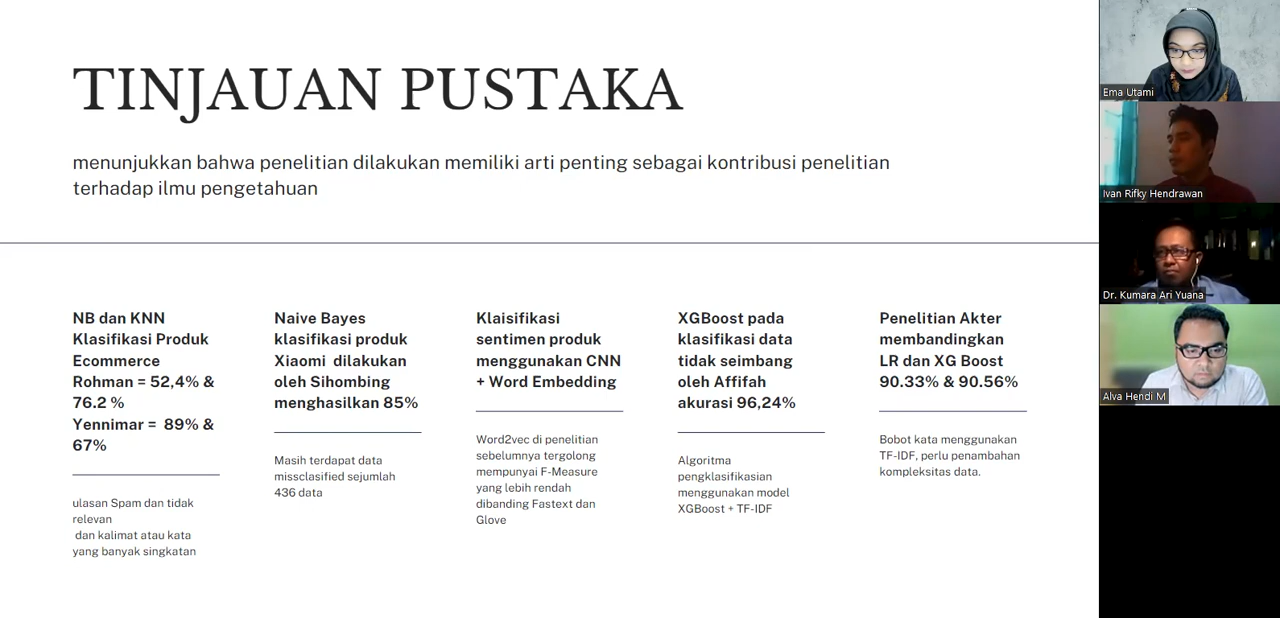 TINJAUAN PUSTAKA
menunjukkan bahwa penelitian dilakukan memiliki arti penting sebagai kontribusi penelitian
terhadap ilmu pengetahuan
NB dan KNN
Klasifikasi Produk
Ecommerce
Rohman = 52,4% &
76.2 %
Yennimar = 89% &
67%
ulasan Spam dan tidak
relevan
dan kalimat atau kata
yang banyak singkatan
Naive Bayes
klasifikasi produk
Xiaomi dilakukan
oleh Sihombing
menghasilkan 85%
Masih terdapat data
missclasified sejumlah
436 data
Klaisifikasi
sentimen produk
menggunakan CNN
+ Word Embedding
Word2vec di penelitian
sebelumnya tergolong
mempunyai F-Measure
yang lebih rendah
dibanding Fastext dan
Glove
XGBoost pada
klasifikasi data
tidak seimbang
oleh Affifah
akurasi 96,24%
Algoritma
pengklasifikasian
menggunakan model
XGBoost + TF-IDF
Penelitian Akter
membandingkan
LR dan XG Boost
90.33% & 90.56%
Bobot kata menggunakan
TF-IDF, perlu penambahan
kompleksitas data.
Ema Utami
Ivan Rifky Hendrawan
Dr. Kumara Ari Yuana
Alva Hendi M